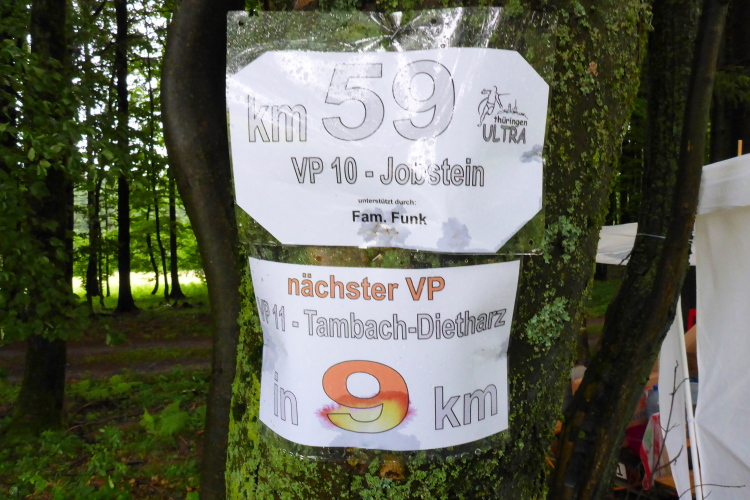 km 59
thüringen
ULTRA
VP 10 - Jobstein
unterstützt durch:
Fam. Funk
nächster VP
VP 11 - Tambach-Dietharz
in 9 km